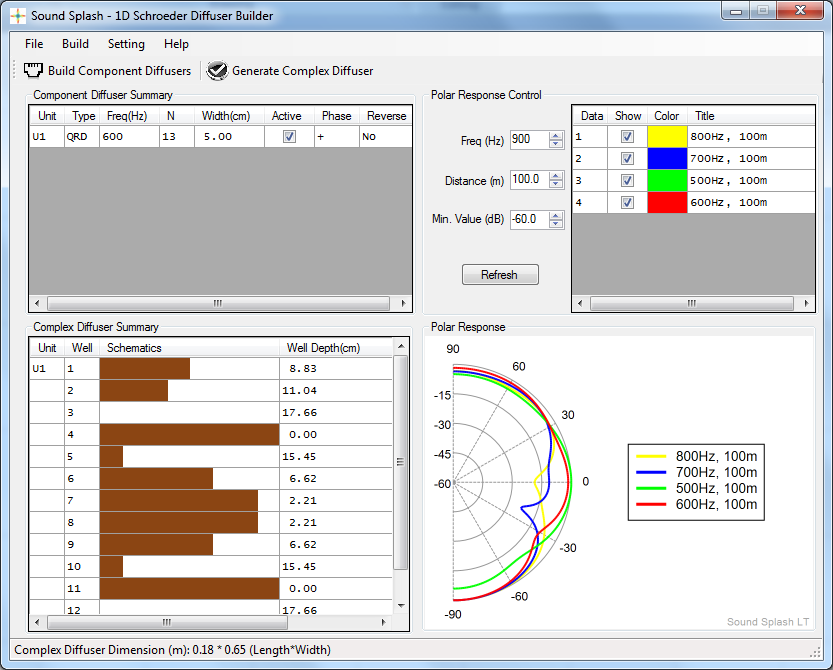 Sound Splash - 1D Schroeder Diffuser Builder
File Build Setting Help
Build Component Diffusers Generate Complex Diffuser
Component Diffuser Summary
Unit Type Freq(Hz) N Width(cm) Active Phase Reverse
U1 QRD 600 13 5.00 + No
Polar Response Control
Freq (Hz) 900
Distance (m) 100.0
Min. Value (dB) -60.0
Refresh
Data Show Color Title
1 800Hz, 100m
2 700Hz, 100m
3 500Hz, 100m
4 600Hz, 100m
Complex Diffuser Summary
Unit Well Schematics Well Depth(cm)
U1 1 8.83
2 11.04
3 17.66
4 0.00
5 15.45
6 6.62
7 2.21
8 2.21
9 6.62
10 15.45
11 0.00
12 17.66
Polar Response
90
60
-15
30
-30
-45
-60
0
-30
-60
-90
800Hz, 100m
700Hz, 100m
500Hz, 100m
600Hz, 100m
Sound Splash LT
Complex Diffuser Dimension (m): 0.18 * 0.65 (Length*Width)